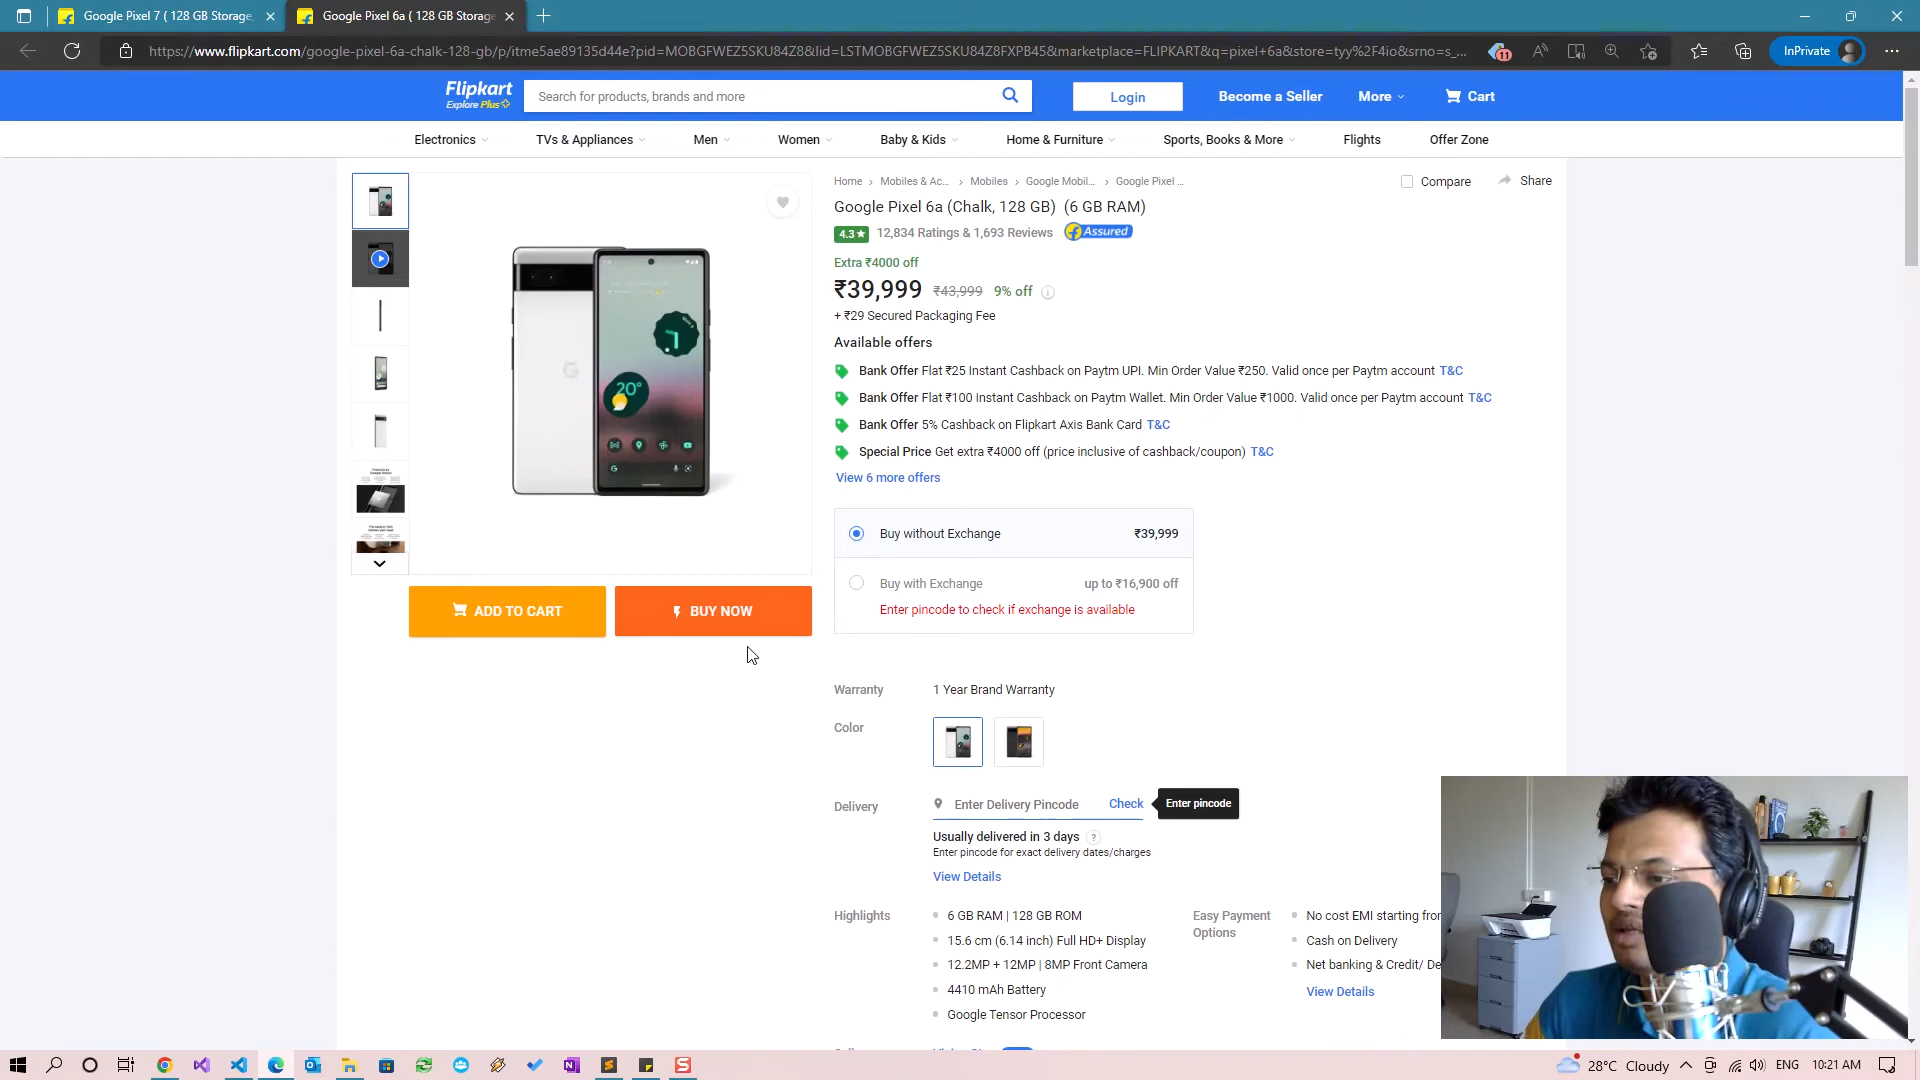 Google Pixel 7 ( 128 GB Storage,
Google Pixel 6a ( 128 GB Storage
https://www.flipkart.com/google-pixel-6a-chalk-128-gb/p/itme5ae89135d44e?pid=MOBGFWEZ5SKU84Z8&lid=LSTMOBGFWEZ5SKU84Z8FXPB45&marketplace=FLIPKART&q=pixel+6a&store=tyy%2F4io&srno=s_...
11
InPrivate
Flipkart
Explore Plus
Search for products, brands and more
Login
Become a Seller
More
Cart
Electronics
TVs & Appliances
Men
Women
Baby & Kids
Home & Furniture
Sports, Books & More
Flights
Offer Zone
Home
Mobiles & Ac...
Mobiles
Google Mobil...
Google Pixel ...
Compare
Share
Google Pixel 6a (Chalk, 128 GB) (6 GB RAM)
4.3★ 12,834 Ratings & 1,693 Reviews
Assured
Extra ₹4000 off
₹39,999 ₹43,999 9% off
+ ₹29 Secured Packaging Fee
Available offers
Bank Offer Flat ₹25 Instant Cashback on Paytm UPI. Min Order Value ₹250. Valid once per Paytm account T&C
Bank Offer Flat ₹100 Instant Cashback on Paytm Wallet. Min Order Value ₹1000. Valid once per Paytm account T&C
Bank Offer 5% Cashback on Flipkart Axis Bank Card T&C
Special Price Get extra ₹4000 off (price inclusive of cashback/coupon) T&C
View 6 more offers
20°
Buy without Exchange ₹39,999
Buy with Exchange up to ₹16,900 off
Enter pincode to check if exchange is available
ADD TO CART
BUY NOW
Warranty 1 Year Brand Warranty
Color
Delivery Enter Delivery Pincode Check
Enter pincode
Usually delivered in 3 days ?
Enter pincode for exact delivery dates/charges
View Details
Highlights
6 GB RAM | 128 GB ROM
15.6 cm (6.14 inch) Full HD+ Display
12.2MP + 12MP | 8MP Front Camera
4410 mAh Battery
Google Tensor Processor
Easy Payment
Options
No cost EMI starting fro
Cash on Delivery
Net banking & Credit/ De
View Details
28°C Cloudy
ENG
10:21 AM